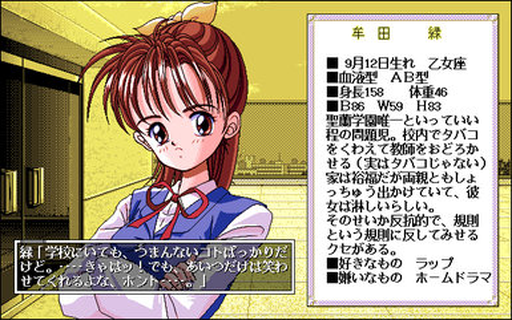 牟田　緑
■ 9月12日生れ　乙女座
■血液型　ＡＢ型
■身長158　体重46
■B86　W59　H83
聖蘭学園唯一といっていい
程の問題児。校内でタバコ
をくわえて教師をおどろか
せる（実はタバコじゃない）
家は裕福だが両親ともしょ
っちゅう出かけていて、彼
女は淋しいらしい。
そのせいか反抗的で、規則
という規則に反してみせる
クセがある。
■好きなもの　ラップ
■嫌いなもの　ホームドラマ
緑「学校にいても、つまんないコトばっかりだ
けど。---きゃはッ！でも、あいつだけは笑わ
せてくれるよな、ホント---。」